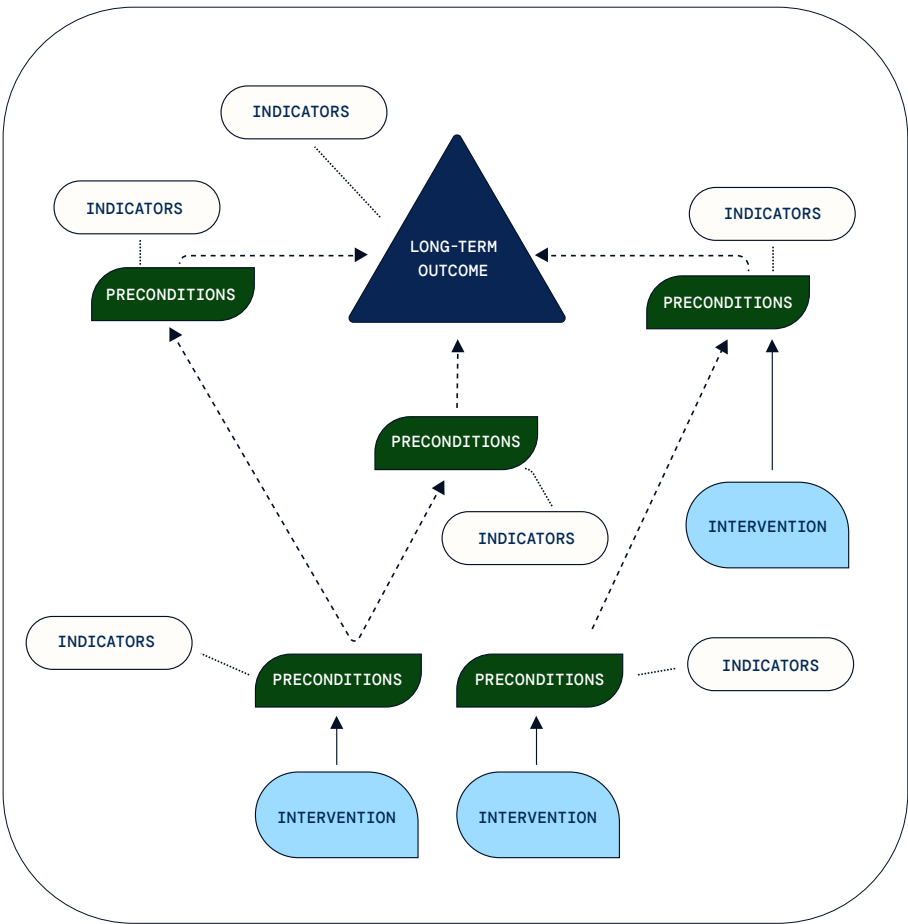 INDICATORS
INDICATORS
INDICATORS
LONG-TERM
OUTCOME
PRECONDITIONS
PRECONDITIONS
PRECONDITIONS
INTERVENTION
INDICATORS
INDICATORS
INDICATORS
PRECONDITIONS
PRECONDITIONS
INTERVENTION
INTERVENTION